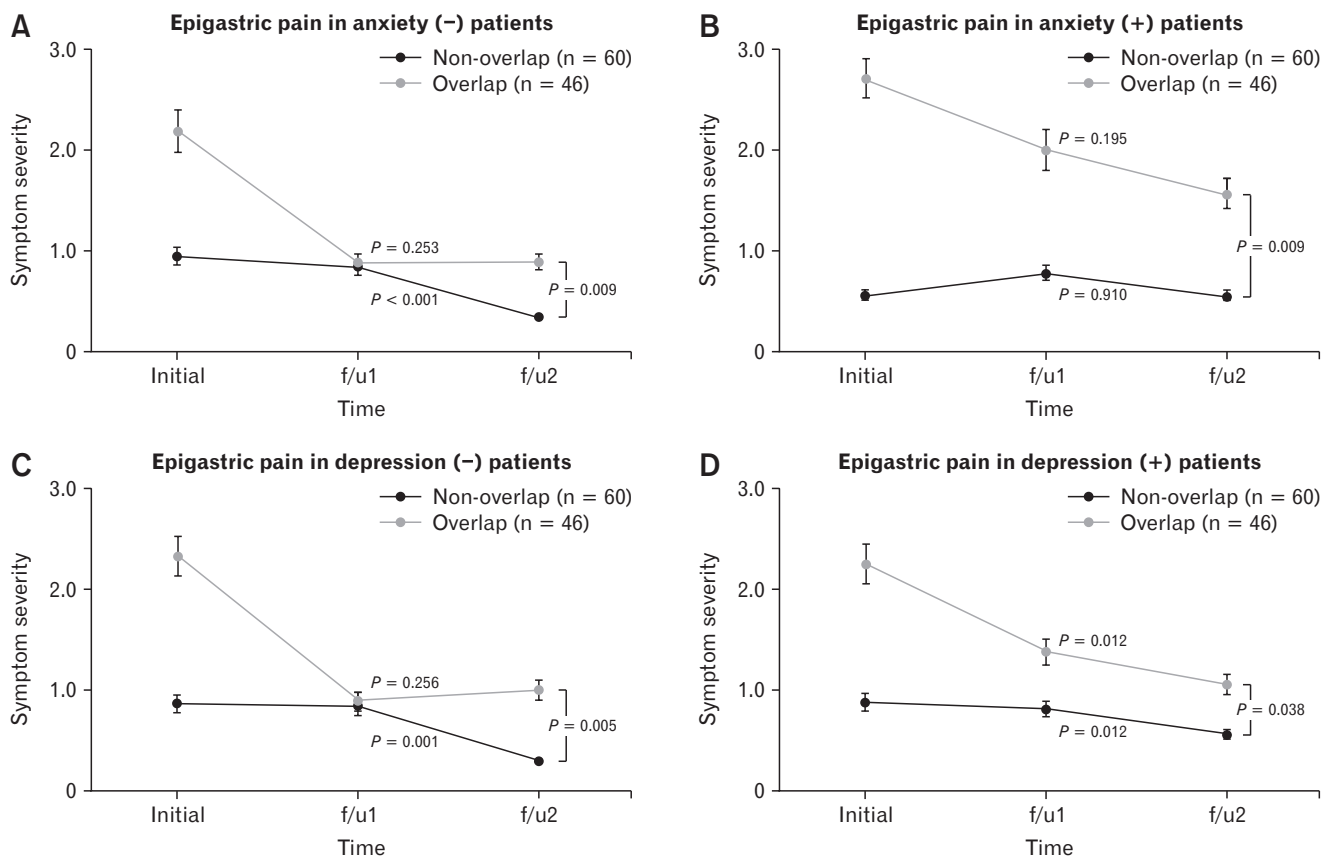 A
Epigastric pain in anxiety (−) patients
3.0
2.0
1.0
0
Symptom severity
Non-overlap (n = 60)
Overlap (n = 46)
P = 0.253
P < 0.001
P = 0.009
Initial
f/u1
f/u2
Time
B
Epigastric pain in anxiety (+) patients
3.0
2.0
1.0
0
Symptom severity
Non-overlap (n = 60)
Overlap (n = 46)
P = 0.195
P = 0.910
P = 0.009
Initial
f/u1
f/u2
Time
C
Epigastric pain in depression (−) patients
3.0
2.0
1.0
0
Symptom severity
Non-overlap (n = 60)
Overlap (n = 46)
P = 0.256
P = 0.001
P = 0.005
Initial
f/u1
f/u2
Time
D
Epigastric pain in depression (+) patients
3.0
2.0
1.0
0
Symptom severity
Non-overlap (n = 60)
Overlap (n = 46)
P = 0.012
P = 0.012
P = 0.038
Initial
f/u1
f/u2
Time